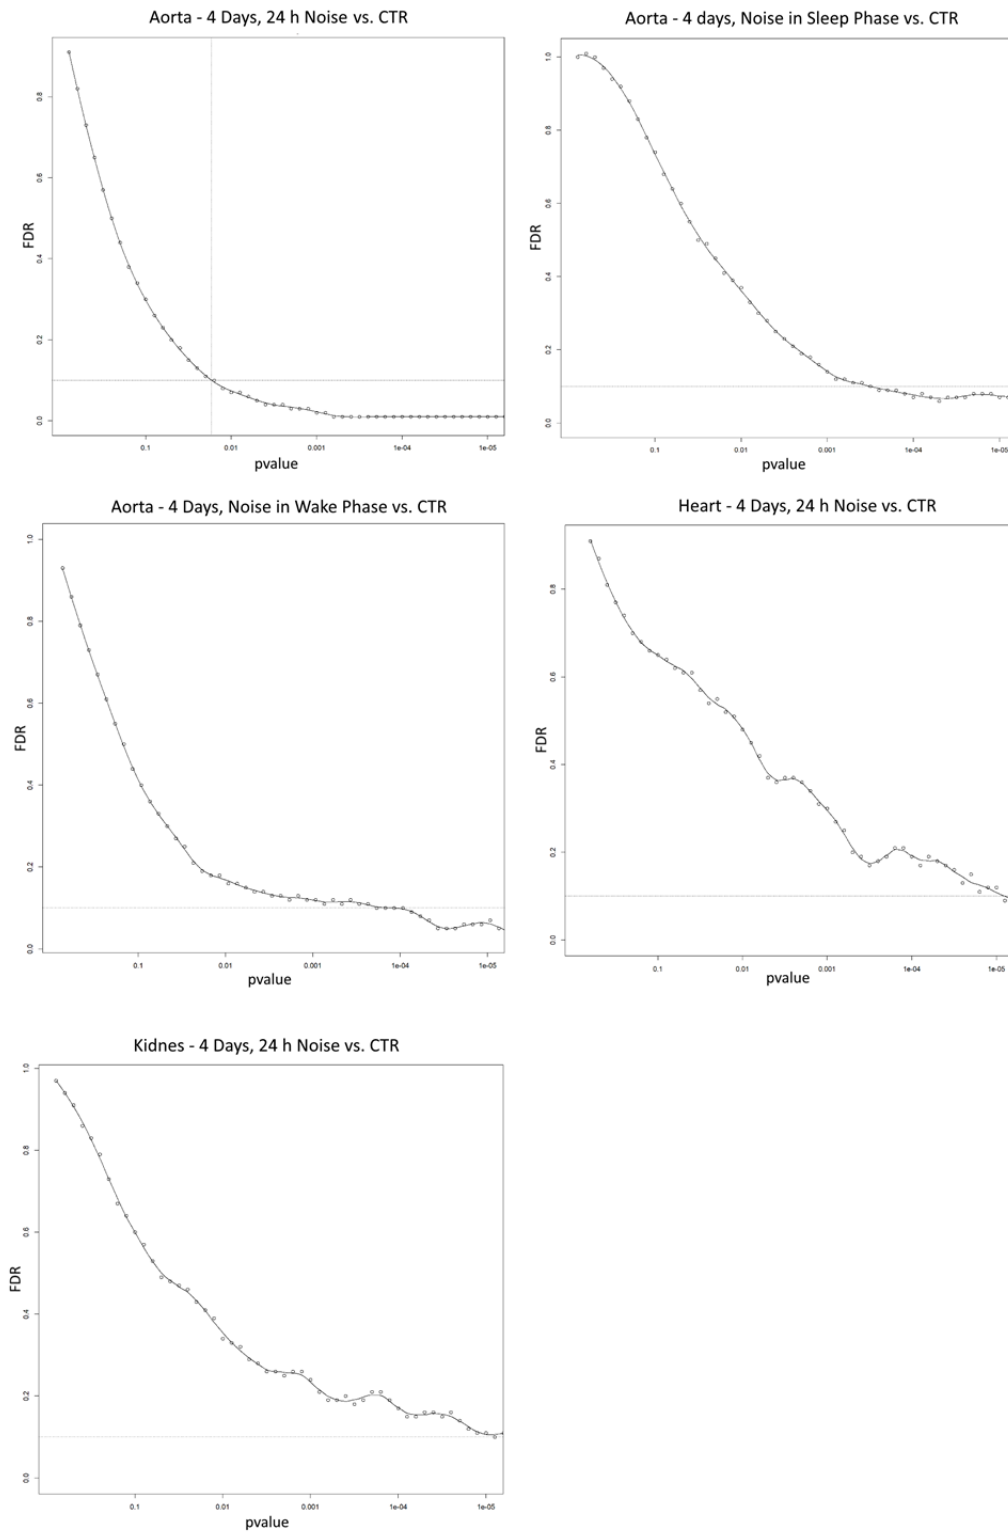 Aorta - 4 Days, 24 h Noise vs. CTR
FDR
0.8
0.6
0.4
0.2
0.0
0.1
0.01
0.001
1e-04
1e-05
pvalue
Aorta - 4 days, Noise in Sleep Phase vs. CTR
FDR
1.0
0.8
0.6
0.4
0.2
0.0
0.1
0.01
0.001
1e-04
1e-05
pvalue
Aorta - 4 Days, Noise in Wake Phase vs. CTR
FDR
1.0
0.8
0.6
0.4
0.2
0.0
0.1
0.01
0.001
1e-04
1e-05
pvalue
Heart - 4 Days, 24 h Noise vs. CTR
FDR
0.8
0.6
0.4
0.2
0.0
0.1
0.01
0.001
1e-04
1e-05
pvalue
Kidnes - 4 Days, 24 h Noise vs. CTR
FDR
1.0
0.8
0.6
0.4
0.2
0.0
0.1
0.01
0.001
1e-04
1e-05
pvalue